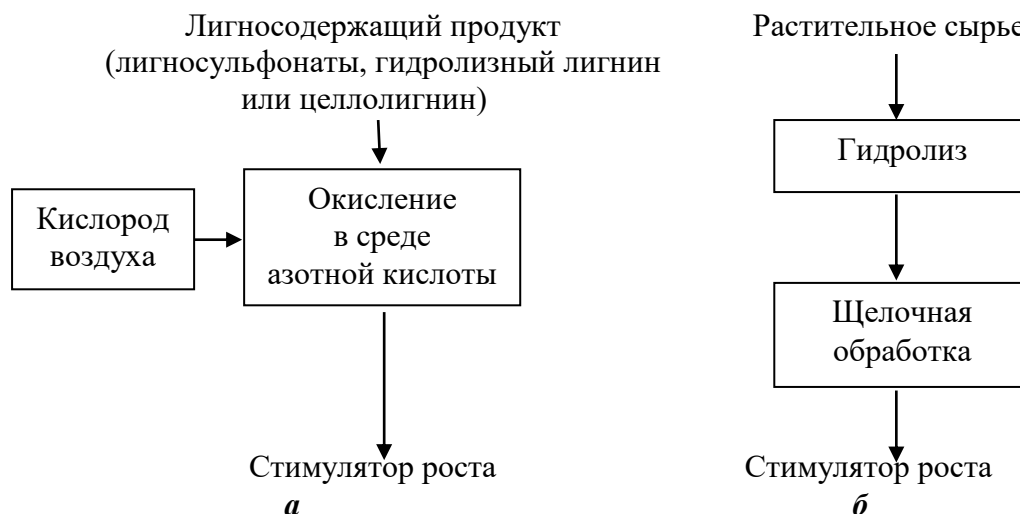 Лигносодержащий продукт
(лигносульфонаты, гидролизный лигнин
или целлолигнин)
Кислород
воздуха
Окисление
в среде
азотной кислоты
Стимулятор роста
а
Растительное сырье
Гидролиз
Щелочная
обработка
Стимулятор роста
б